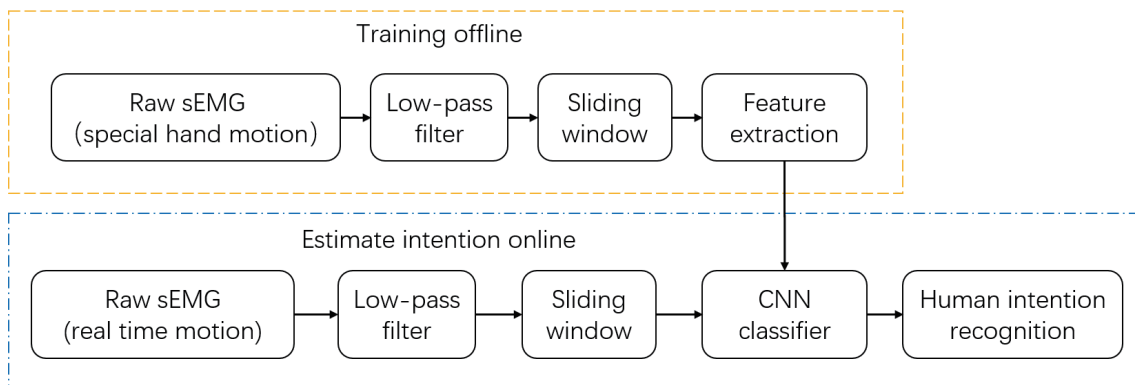 Training offline
Raw sEMG
（special hand motion）
Low-pass
filter
Sliding
window
Feature
extraction
Estimate intention online
Raw sEMG
(real time motion)
Low-pass
filter
Sliding
window
CNN
classifier
Human intention
recognition